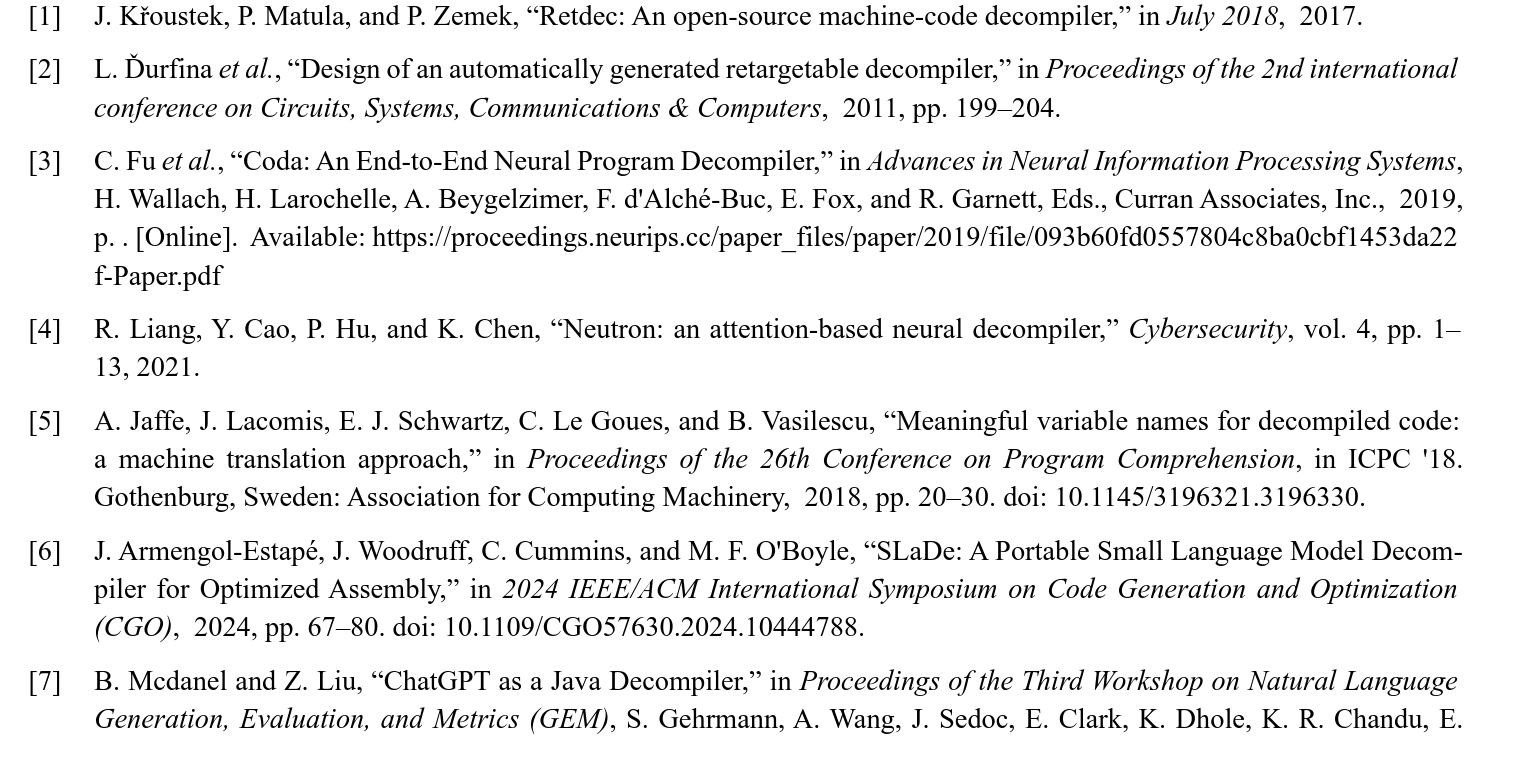 [1] J. Křoustek, P. Matula, and P. Zemek, “Retdec: An open-source machine-code decompiler,” in July 2018, 2017.
[2] L. Ďurfina et al., “Design of an automatically generated retargetable decompiler,” in Proceedings of the 2nd international
conference on Circuits, Systems, Communications & Computers, 2011, pp. 199–204.
[3] C. Fu et al., “Coda: An End-to-End Neural Program Decompiler,” in Advances in Neural Information Processing Systems,
H. Wallach, H. Larochelle, A. Beygelzimer, F. d'Alché-Buc, E. Fox, and R. Garnett, Eds., Curran Associates, Inc., 2019,
p. . [Online]. Available: https://proceedings.neurips.cc/paper_files/paper/2019/file/093b60fd0557804c8ba0cbf1453da22
f-Paper.pdf
[4] R. Liang, Y. Cao, P. Hu, and K. Chen, “Neutron: an attention-based neural decompiler,” Cybersecurity, vol. 4, pp. 1–
13, 2021.
[5] A. Jaffe, J. Lacomis, E. J. Schwartz, C. Le Goues, and B. Vasilescu, “Meaningful variable names for decompiled code:
a machine translation approach,” in Proceedings of the 26th Conference on Program Comprehension, in ICPC '18.
Gothenburg, Sweden: Association for Computing Machinery, 2018, pp. 20–30. doi: 10.1145/3196321.3196330.
[6] J. Armengol-Estapé, J. Woodruff, C. Cummins, and M. F. O'Boyle, “SLaDe: A Portable Small Language Model Decom-
piler for Optimized Assembly,” in 2024 IEEE/ACM International Symposium on Code Generation and Optimization
(CGO), 2024, pp. 67–80. doi: 10.1109/CGO57630.2024.10444788.
[7] B. Mcdanel and Z. Liu, “ChatGPT as a Java Decompiler,” in Proceedings of the Third Workshop on Natural Language
Generation, Evaluation, and Metrics (GEM), S. Gehrmann, A. Wang, J. Sedoc, E. Clark, K. Dhole, K. R. Chandu, E.